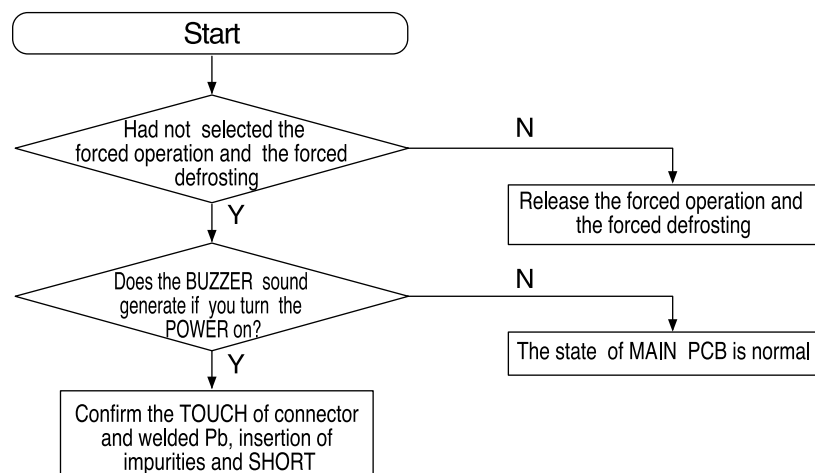 Start
Had not selected the
forced operation and the forced
defrosting
N
Release the forced operation and
the forced defrosting
Y
Does the BUZZER sound
generate if you turn the
POWER on?
N
The state of MAIN PCB is normal
Y
Confirm the TOUCH of connector
and welded Pb, insertion of
impurities and SHORT